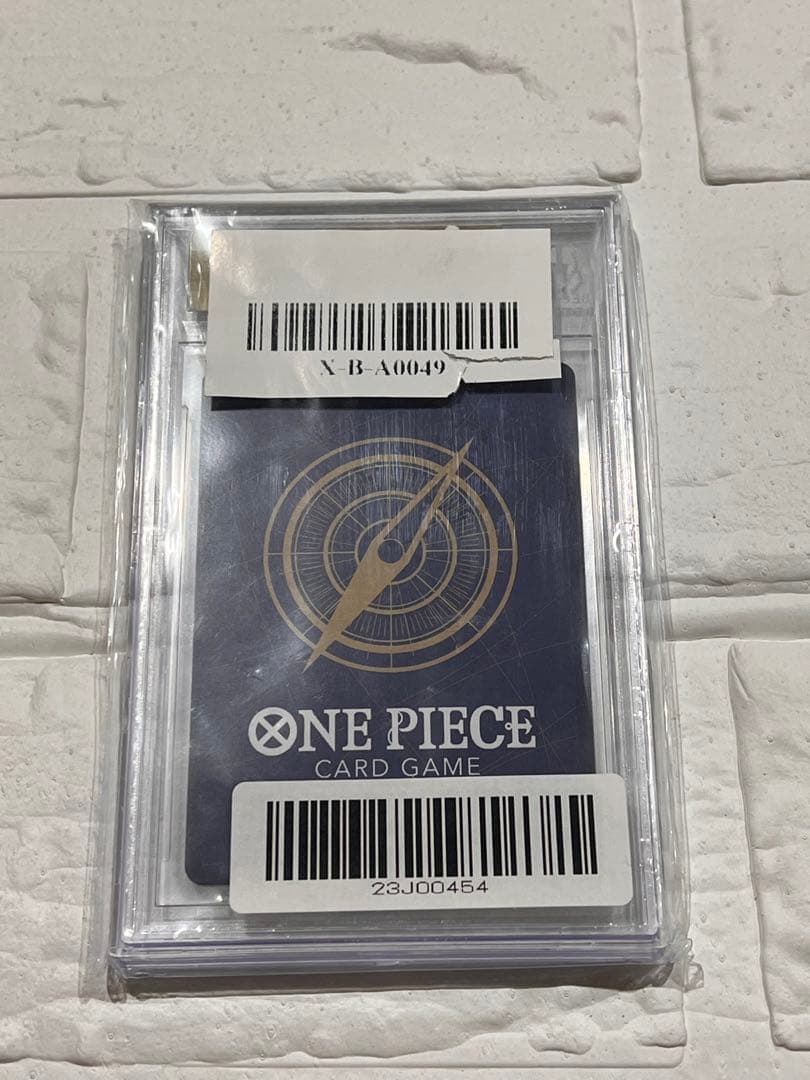 X-B-A0049
ONE PIECE
CARD GAME
23J00454